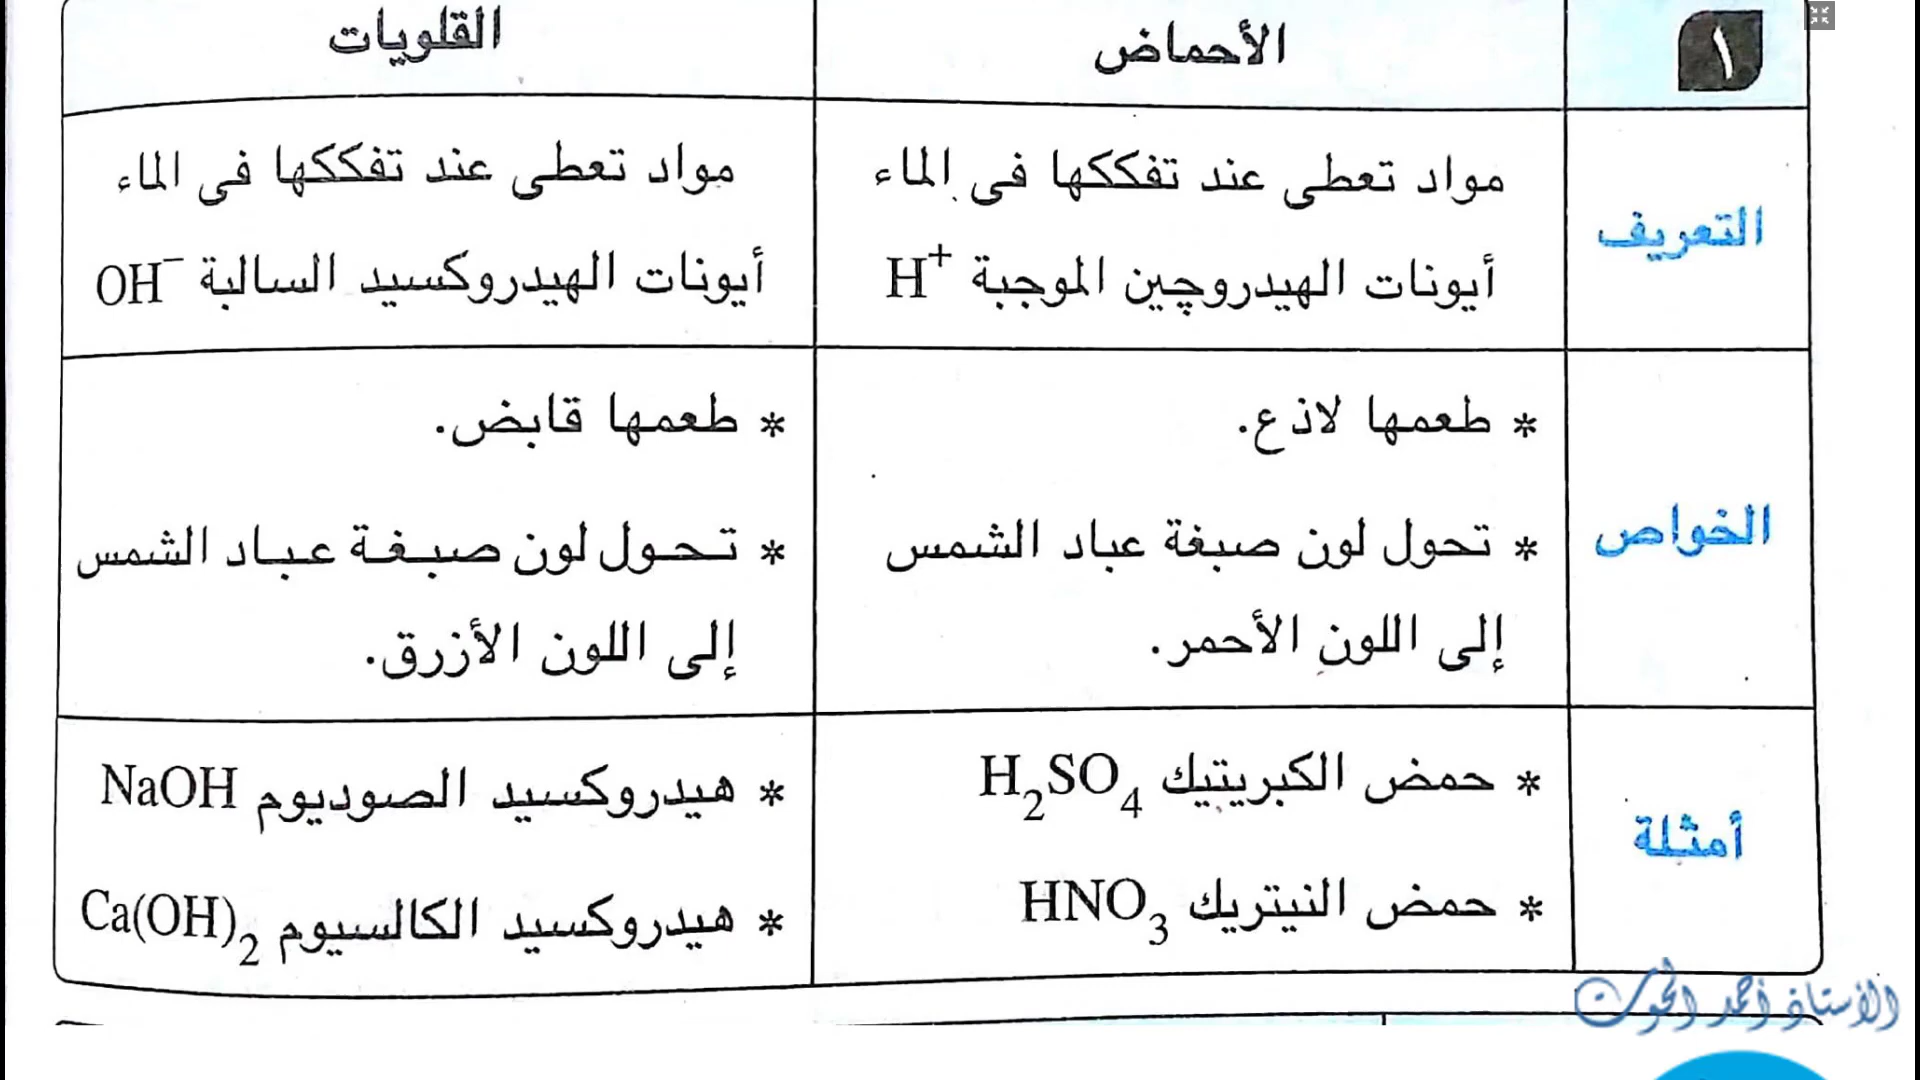 ١
الأحماض
القلويات
التعريف
مواد تعطى عند تفككها فى الماء
أيونات الهيدروچين الموجبة H⁺
مواد تعطى عند تفككها فى الماء
أيونات الهيدروكسيد السالبة OH⁻
الخواص
* طعمها لاذع.
* تحول لون صبغة عباد الشمس
إلى اللون الأحمر.
* طعمها قابض.
* تحول لون صبغة عباد الشمس
إلى اللون الأزرق.
أمثلة
* حمض الكبريتيك H₂SO₄
* حمض النيتريك HNO₃
* هيدروكسيد الصوديوم NaOH
* هيدروكسيد الكالسيوم Ca(OH)₂
الأستاذ أحمد الحوت